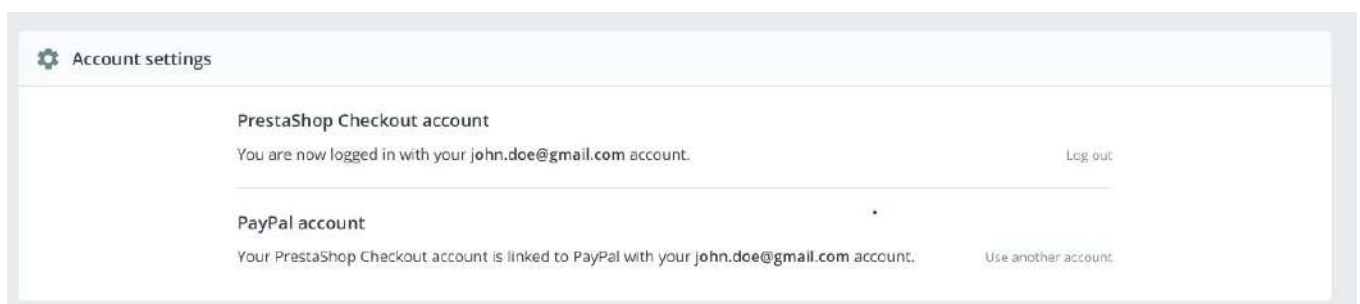 Account settings
PrestaShop Checkout account
You are now logged in with your john.doe@gmail.com account.
Log out
PayPal account
Your PrestaShop Checkout account is linked to PayPal with your john.doe@gmail.com account.
Use another account